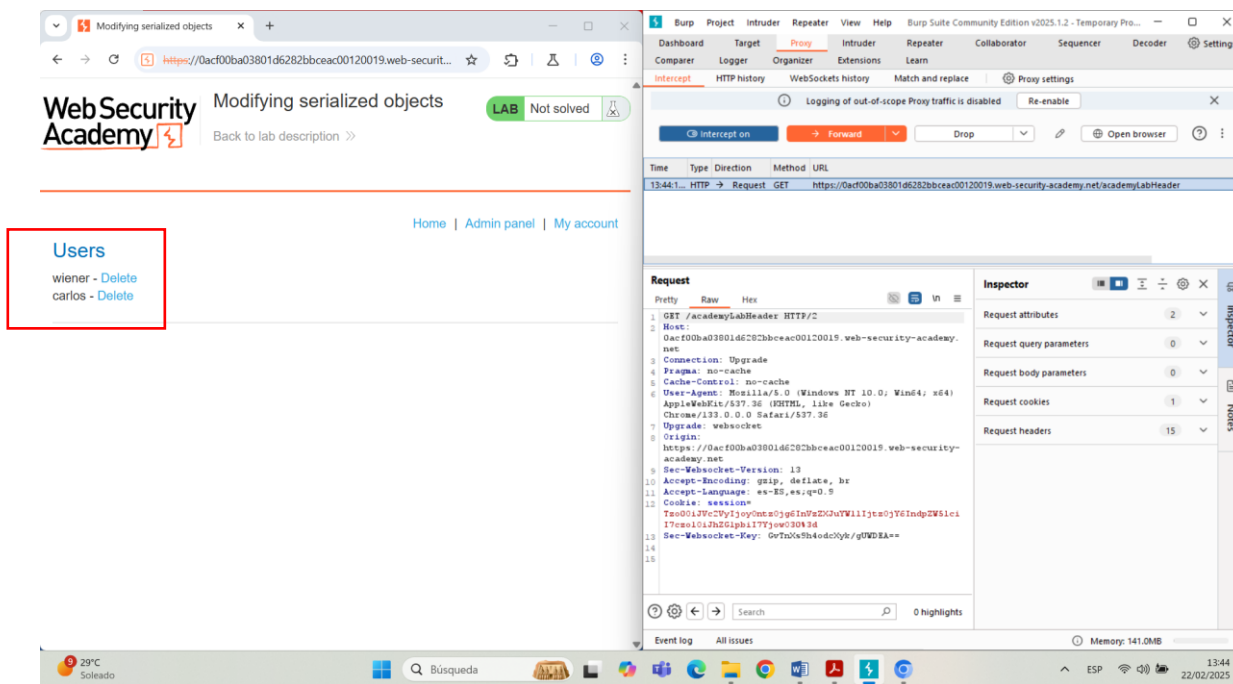 Modifying serialized objects
https://0acf00ba03801d6282bbceac00120019.web-securit...
Web Security
Academy
Modifying serialized objects
Back to lab description
LAB Not solved
Home | Admin panel | My account
Users
wiener - Delete
carlos - Delete
Burp Project Intruder Repeater View Help Burp Suite Community Edition v2025.1.2 - Temporary Pro...
Dashboard Target Proxy Intruder Repeater Collaborator Sequencer Decoder Setting
Comparer Logger Organizer Extensions Learn
Intercept HTTP history WebSockets history Match and replace Proxy settings
Logging of out-of-scope Proxy traffic is disabled Re-enable
Intercept on Forward Drop Open browser
Time Type Direction Method URL
13:44:1... HTTP → Request GET https://0acf00ba03801d6282bbceac00120019.web-security-academy.net/academyLabHeader
Request
Pretty Raw Hex \n
1 GET /academyLabHeader HTTP/2
2 Host:
0acf00ba03801d6282bbceac00120019.web-security-academy.
net
3 Connection: Upgrade
4 Pragma: no-cache
5 Cache-Control: no-cache
6 User-Agent: Mozilla/5.0 (Windows NT 10.0; Win64; x64)
AppleWebKit/537.36 (KHTML, like Gecko)
Chrome/133.0.0.0 Safari/537.36
7 Upgrade: websocket
8 Origin:
https://0acf00ba03801d6282bbceac00120019.web-security-
academy.net
9 Sec-Websocket-Version: 13
10 Accept-Encoding: gzip, deflate, br
11 Accept-Language: es-ES,es;q=0.9
12 Cookie: session=
13 Sec-Websocket-Key:
14
15
Search 0 highlights
Inspector
Request attributes 2
Request query parameters 0
Request body parameters 0
Request cookies 1
Request headers 15
Inspector
Notes
Event log All issues
Memory: 141.0MB
9
29°C
Soleado
Búsqueda
ESP
13:44
22/02/2025